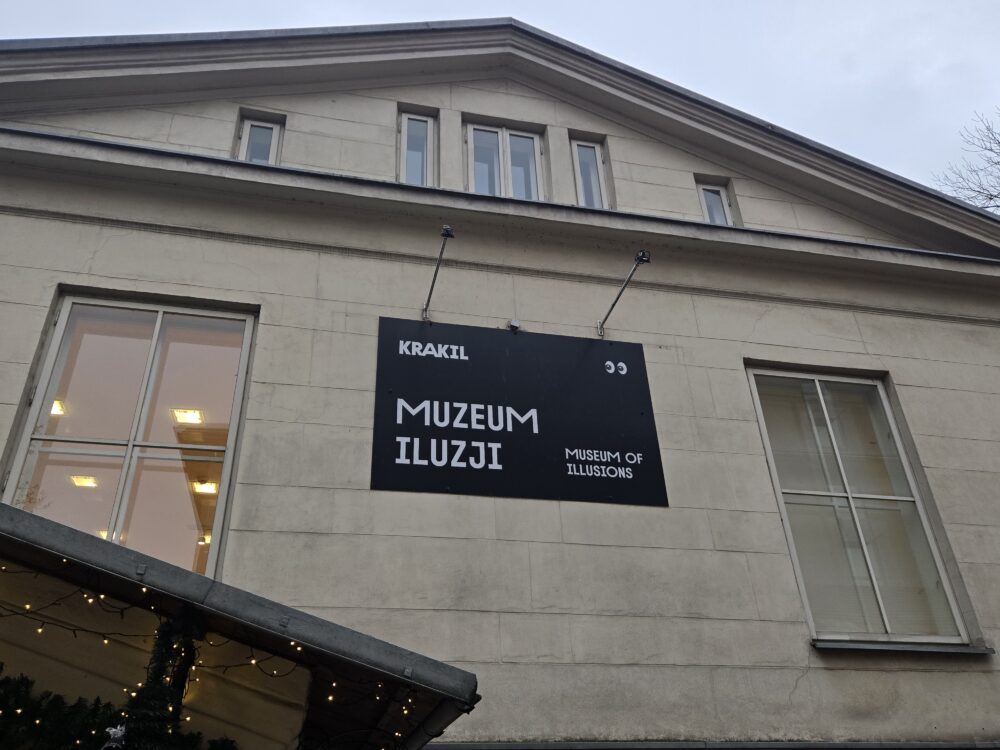 KRAKIL
MUZEUM
ILUZJI
MUSEUM OF
ILLUSIONS